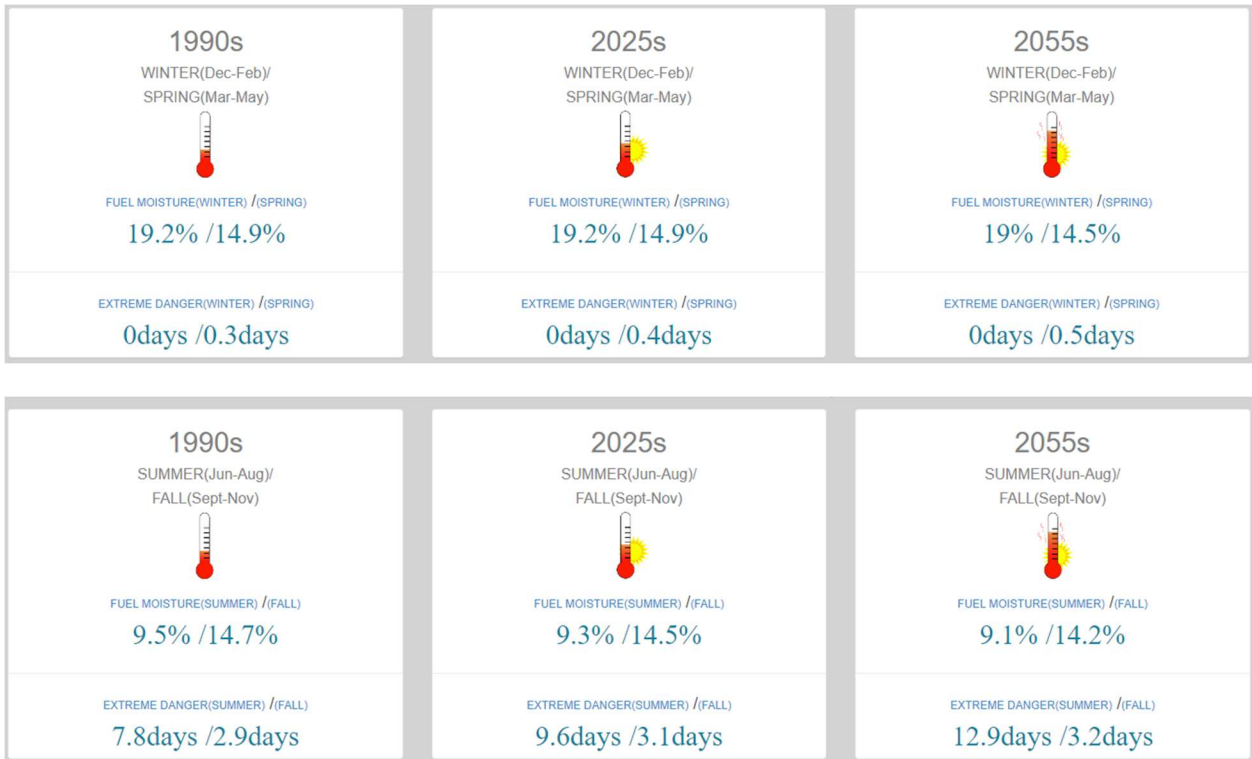 1990s
WINTER(Dec-Feb)/
SPRING(Mar-May)
FUEL MOISTURE(WINTER) /(SPRING)
19.2% /14.9%
EXTREME DANGER(WINTER) /(SPRING)
0days /0.3days
2025s
WINTER(Dec-Feb)/
SPRING(Mar-May)
FUEL MOISTURE(WINTER) /(SPRING)
19.2% /14.9%
EXTREME DANGER(WINTER) /(SPRING)
0days /0.4days
2055s
WINTER(Dec-Feb)/
SPRING(Mar-May)
FUEL MOISTURE(WINTER) /(SPRING)
19% /14.5%
EXTREME DANGER(WINTER) /(SPRING)
0days /0.5days
1990s
SUMMER(Jun-Aug)/
FALL(Sept-Nov)
FUEL MOISTURE(SUMMER) /(FALL)
9.5% /14.7%
EXTREME DANGER(SUMMER) /(FALL)
7.8days /2.9days
2025s
SUMMER(Jun-Aug)/
FALL(Sept-Nov)
FUEL MOISTURE(SUMMER) /(FALL)
9.3% /14.5%
EXTREME DANGER(SUMMER) /(FALL)
9.6days /3.1days
2055s
SUMMER(Jun-Aug)/
FALL(Sept-Nov)
FUEL MOISTURE(SUMMER) /(FALL)
9.1% /14.2%
EXTREME DANGER(SUMMER) /(FALL)
12.9days /3.2days